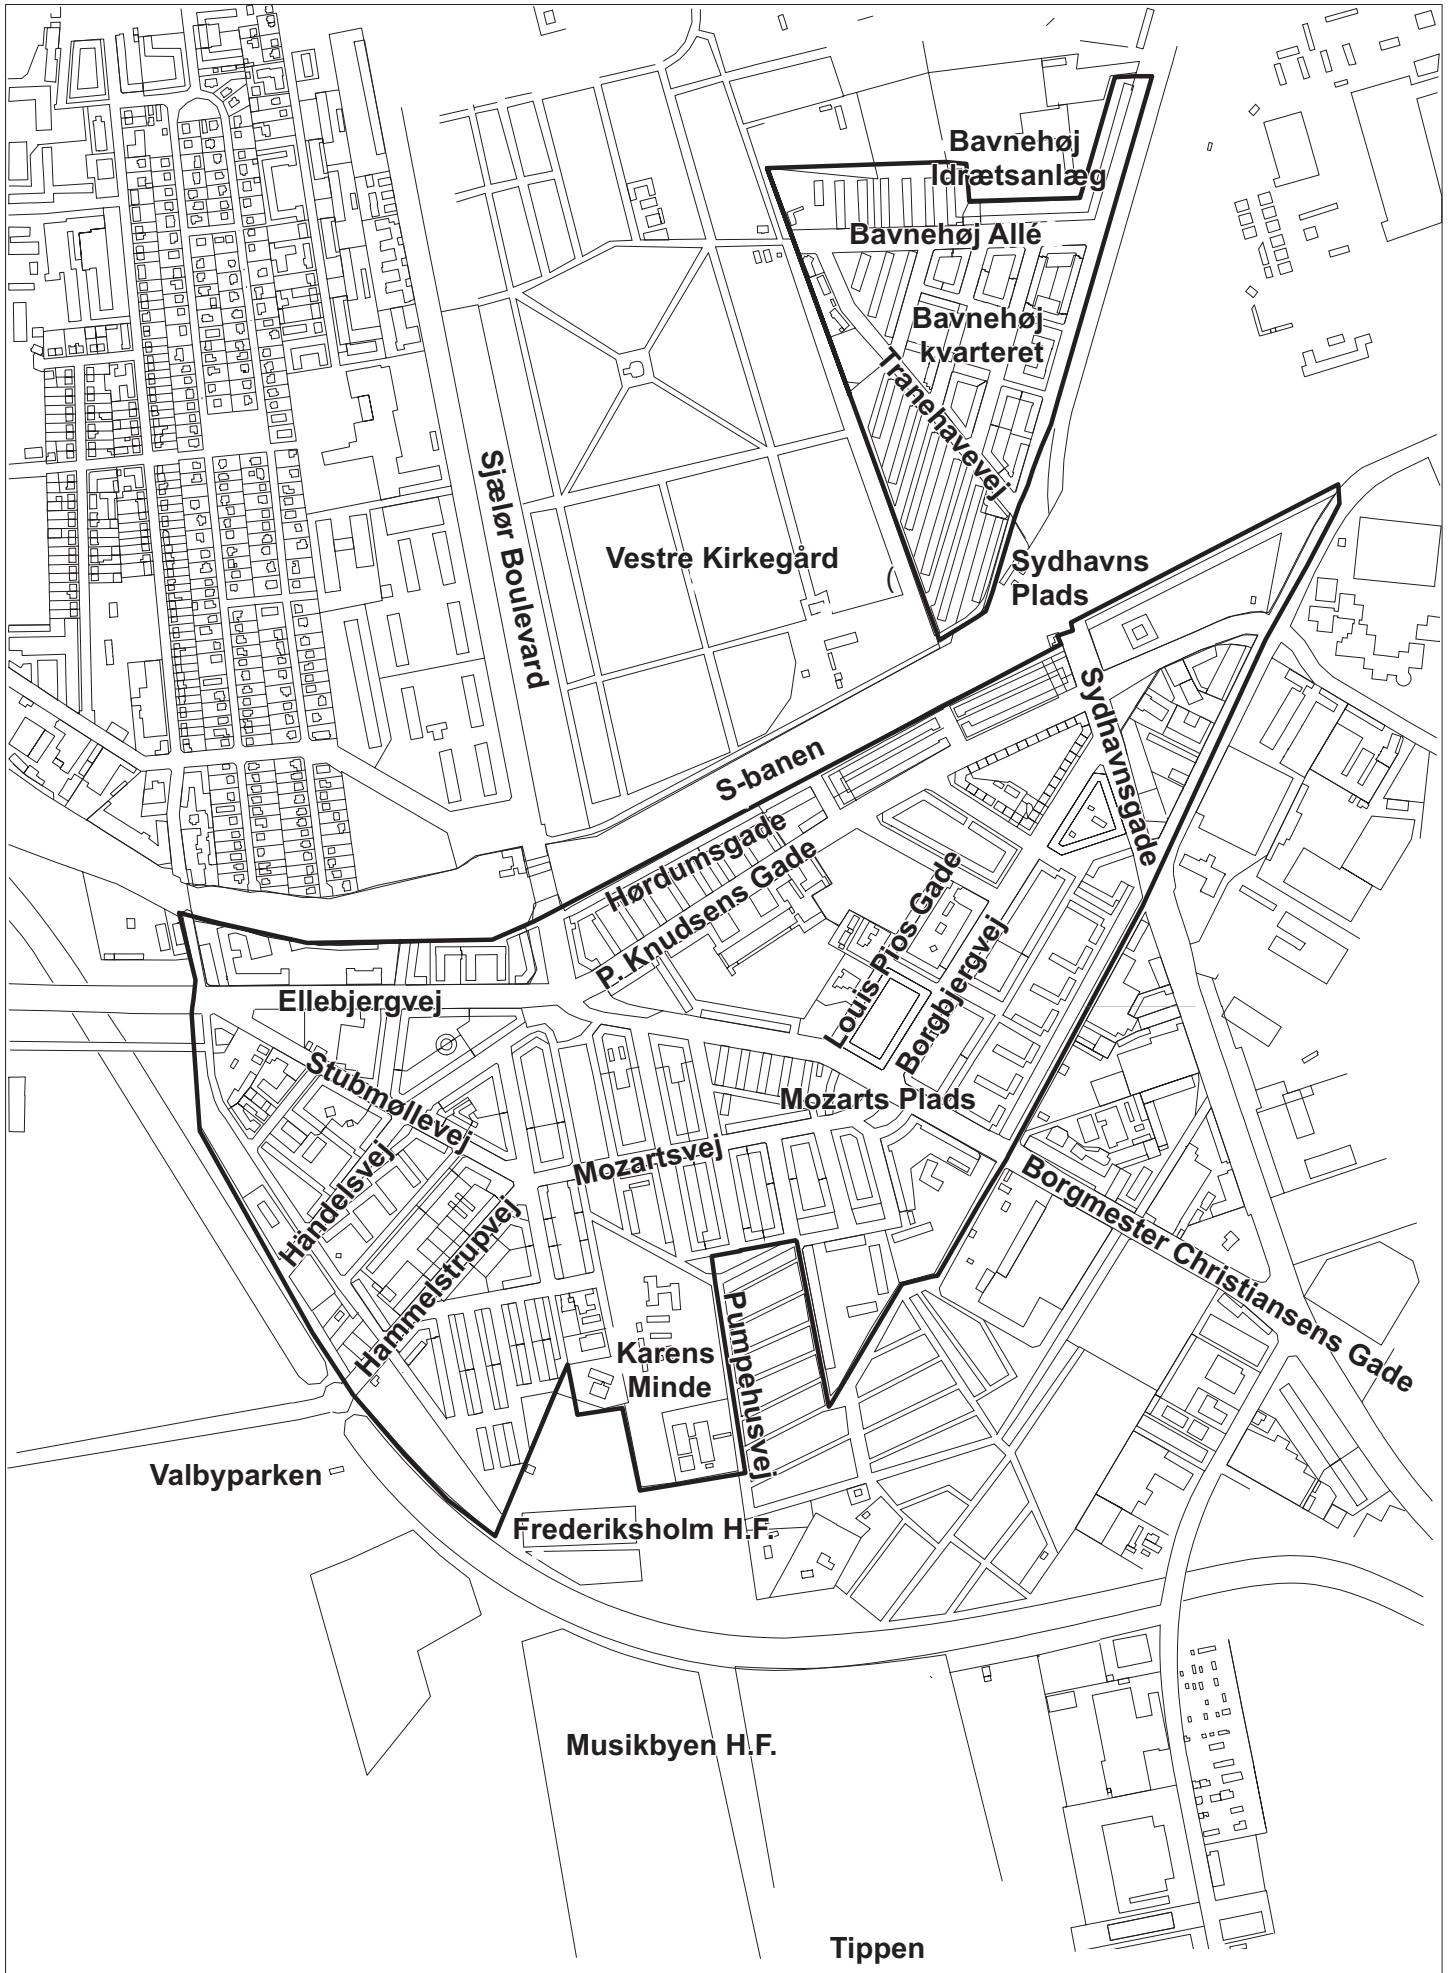 Bavnehøj
Idrætsanlæg
Bavnehøj Allé
Bavnehøj
kvarteret
Tranehavevej
Sjælør Boulevard
Vestre Kirkegård
Sydhavns
Plads
Sydhavnsgade
S-banen
Hørdumsgade
P. Knudsens Gade
Louis Pios Gade
Borgbjergvej
Ellebjergvej
Stubmøllevej
Mozarts Plads
Mozartsvej
Händelsvej
Hammelstrupvej
Borgmester Christiansens Gade
Karens
Minde
Pumpehusvej
Valbyparken
Frederiksholm H.F.
Musikbyen H.F.
Tippen